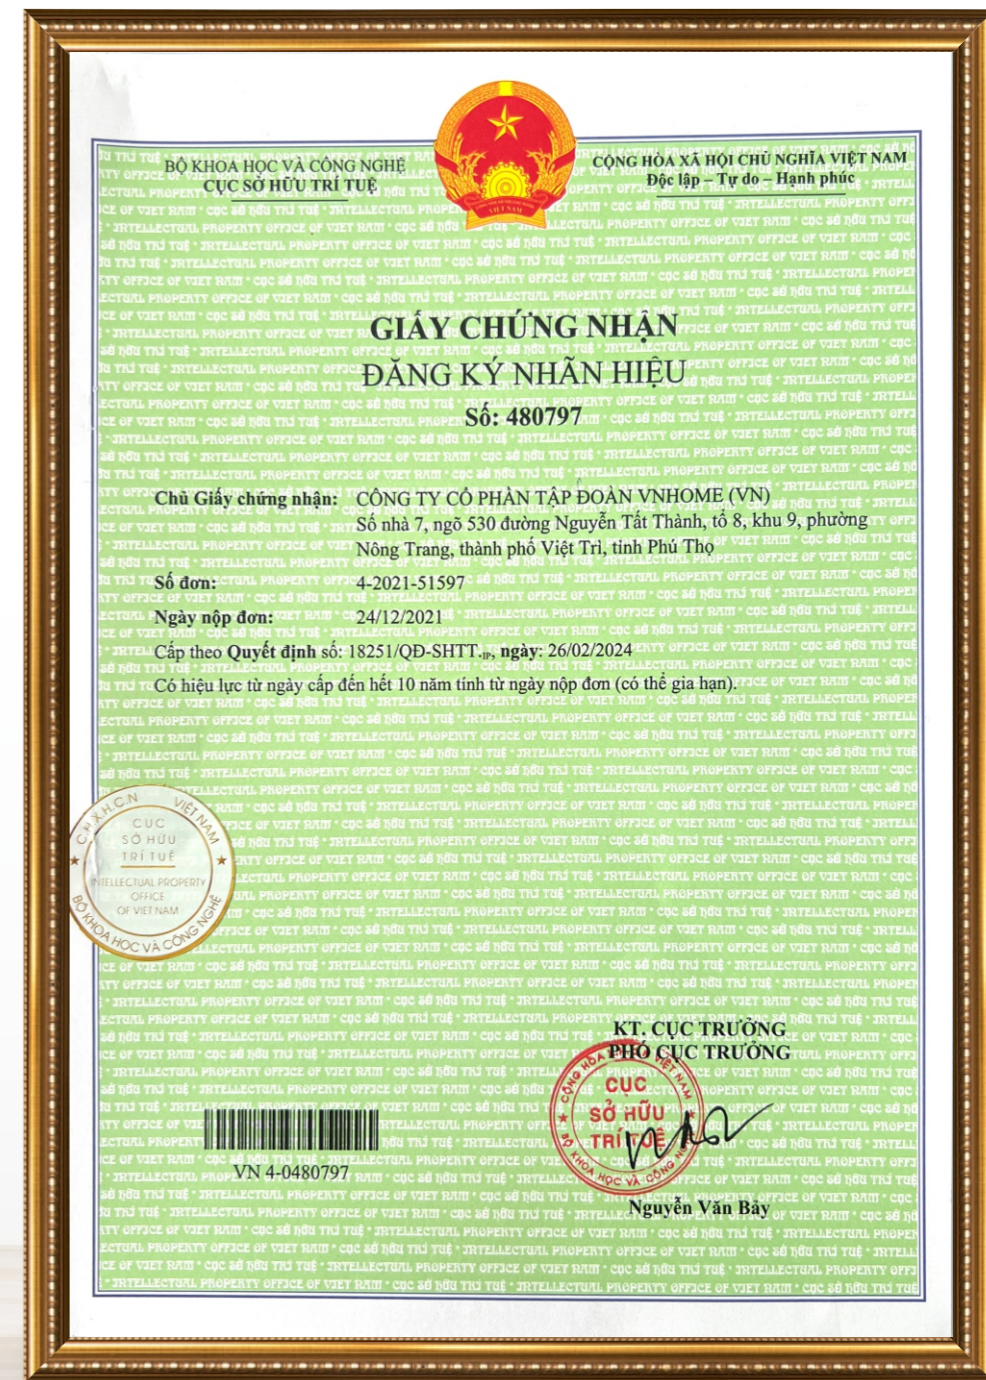 BỘ KHOA HỌC VÀ CÔNG NGHỆ
CỤC SỞ HỮU TRÍ TUỆ
CỘNG HÒA XÃ HỘI CHỦ NGHĨA VIỆT NAM
Độc lập – Tự do – Hạnh phúc
VIỆT NAM
GIẤY CHỨNG NHẬN
ĐĂNG KÝ NHÃN HIỆU
Số: 480797
Chủ Giấy chứng nhận: CÔNG TY CỔ PHẦN TẬP ĐOÀN VNHOME (VN)
Số nhà 7, ngõ 530 đường Nguyễn Tất Thành, tổ 8, khu 9, phường
Nông Trang, thành phố Việt Trì, tỉnh Phú Thọ
Số đơn: 4-2021-51597
Ngày nộp đơn: 24/12/2021
Cấp theo Quyết định số: 18251/QĐ-SHTT.IP, ngày: 26/02/2024
Có hiệu lực từ ngày cấp đến hết 10 năm tính từ ngày nộp đơn (có thể gia hạn).
C.H.X.H.C.N VIỆT NAM
CỤC
SỞ HỮU
TRÍ TUỆ
INTELLECTUAL PROPERTY
OFFICE
OF VIET NAM
BỘ KHOA HỌC VÀ CÔNG NGHỆ
KT. CỤC TRƯỞNG
PHÓ CỤC TRƯỞNG
CỤC
SỞ HỮU
TRÍ TUỆ
VN 4-0480797
Nguyễn Văn Bảy